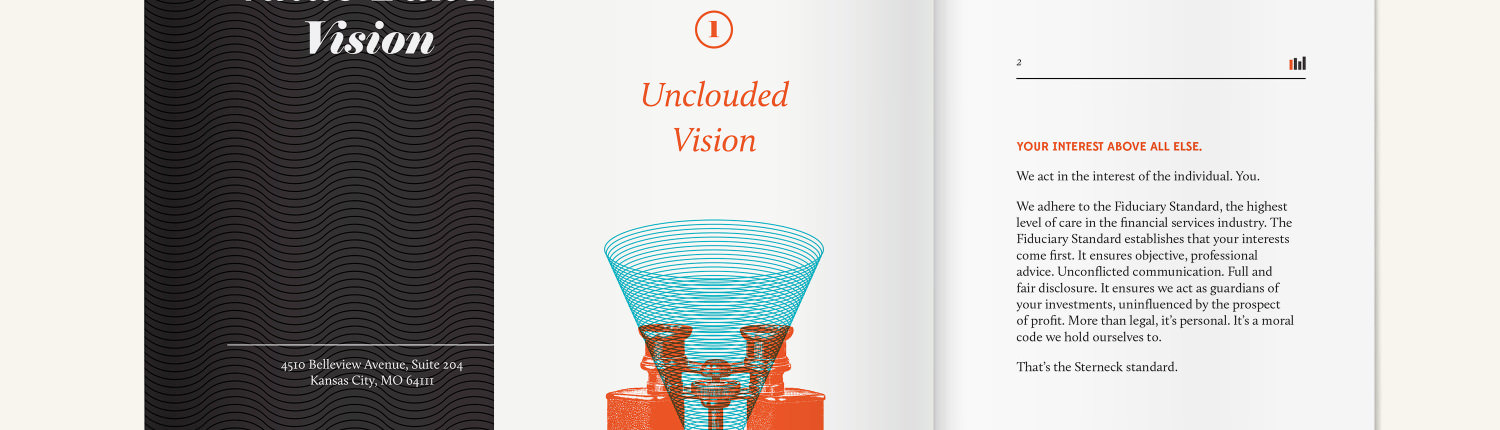 Vision
4510 Belleview Avenue, Suite 204
Kansas City, MO 64111
1
Unclouded
Vision
2
YOUR INTEREST ABOVE ALL ELSE.
We act in the interest of the individual. You.
We adhere to the Fiduciary Standard, the highest
level of care in the financial services industry. The
Fiduciary Standard establishes that your interests
come first. It ensures objective, professional
advice. Unconflicted communication. Full and
fair disclosure. It ensures we act as guardians of
your investments, uninfluenced by the prospect
of profit. More than legal, it's personal. It's a moral
code we hold ourselves to.
That's the Sterneck standard.